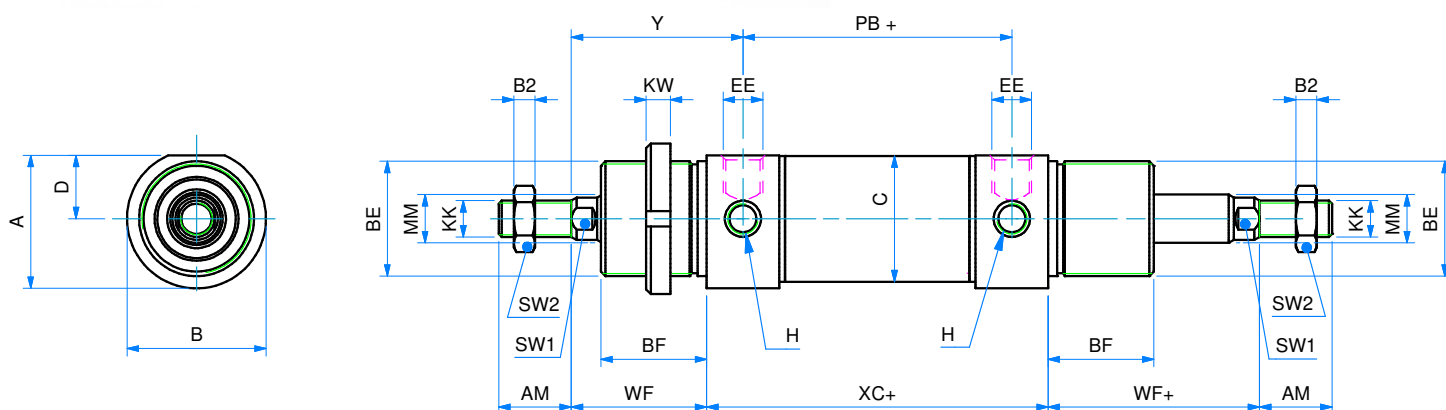 Y PB +
B2 KW EE EE B2
A D BE MM KK C KK MM BE
SW2 SW2
B SW1 BF H H BF SW1
AM WF XC+ WF+ AM